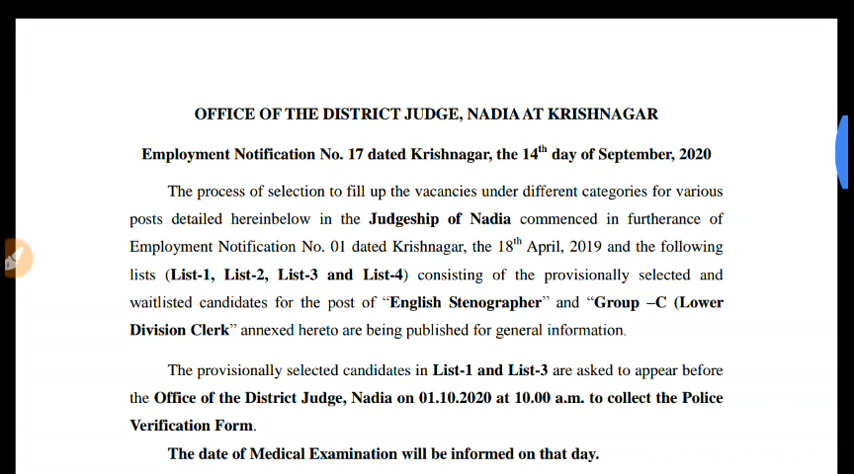 OFFICE OF THE DISTRICT JUDGE, NADIA AT KRISHNAGAR
Employment Notification No. 17 dated Krishnagar, the 14th day of September, 2020
The process of selection to fill up the vacancies under different categories for various
posts detailed hereinbelow in the Judgeship of Nadia commenced in furtherance of
Employment Notification No. 01 dated Krishnagar, the 18th April, 2019 and the following
lists (List-1, List-2, List-3 and List-4) consisting of the provisionally selected and
waitlisted candidates for the post of “English Stenographer” and “Group –C (Lower
Division Clerk” annexed hereto are being published for general information.
The provisionally selected candidates in List-1 and List-3 are asked to appear before
the Office of the District Judge, Nadia on 01.10.2020 at 10.00 a.m. to collect the Police
Verification Form.
The date of Medical Examination will be informed on that day.